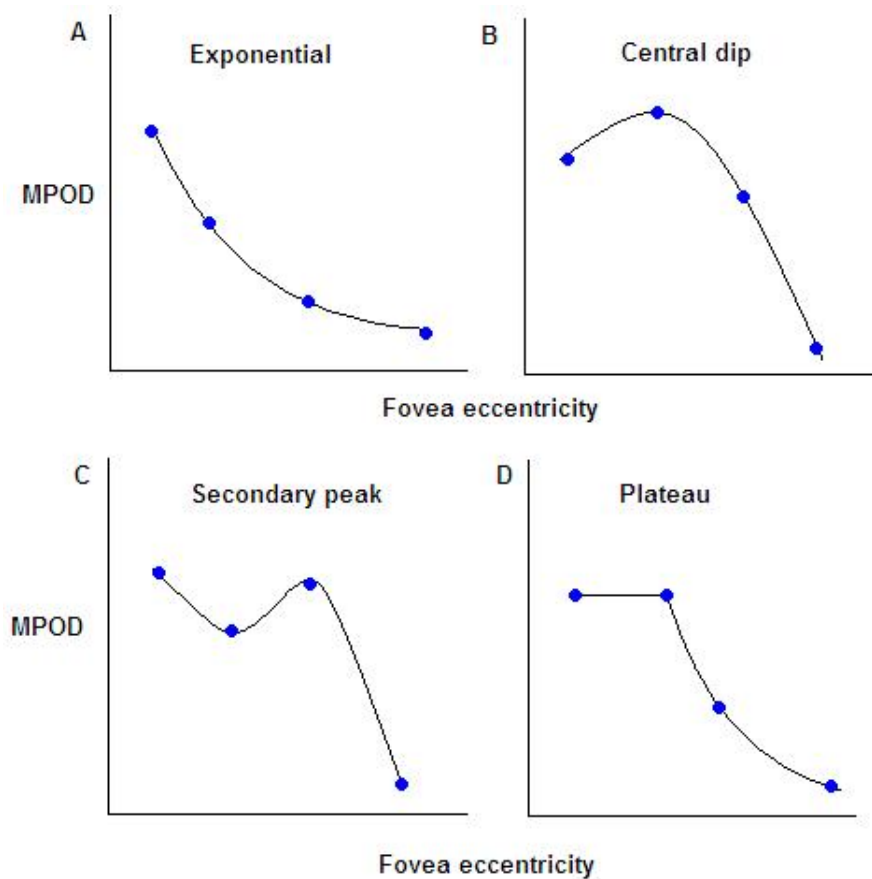 A
Exponential
B
Central dip
MPOD
Fovea eccentricity
C
Secondary peak
D
Plateau
MPOD
Fovea eccentricity